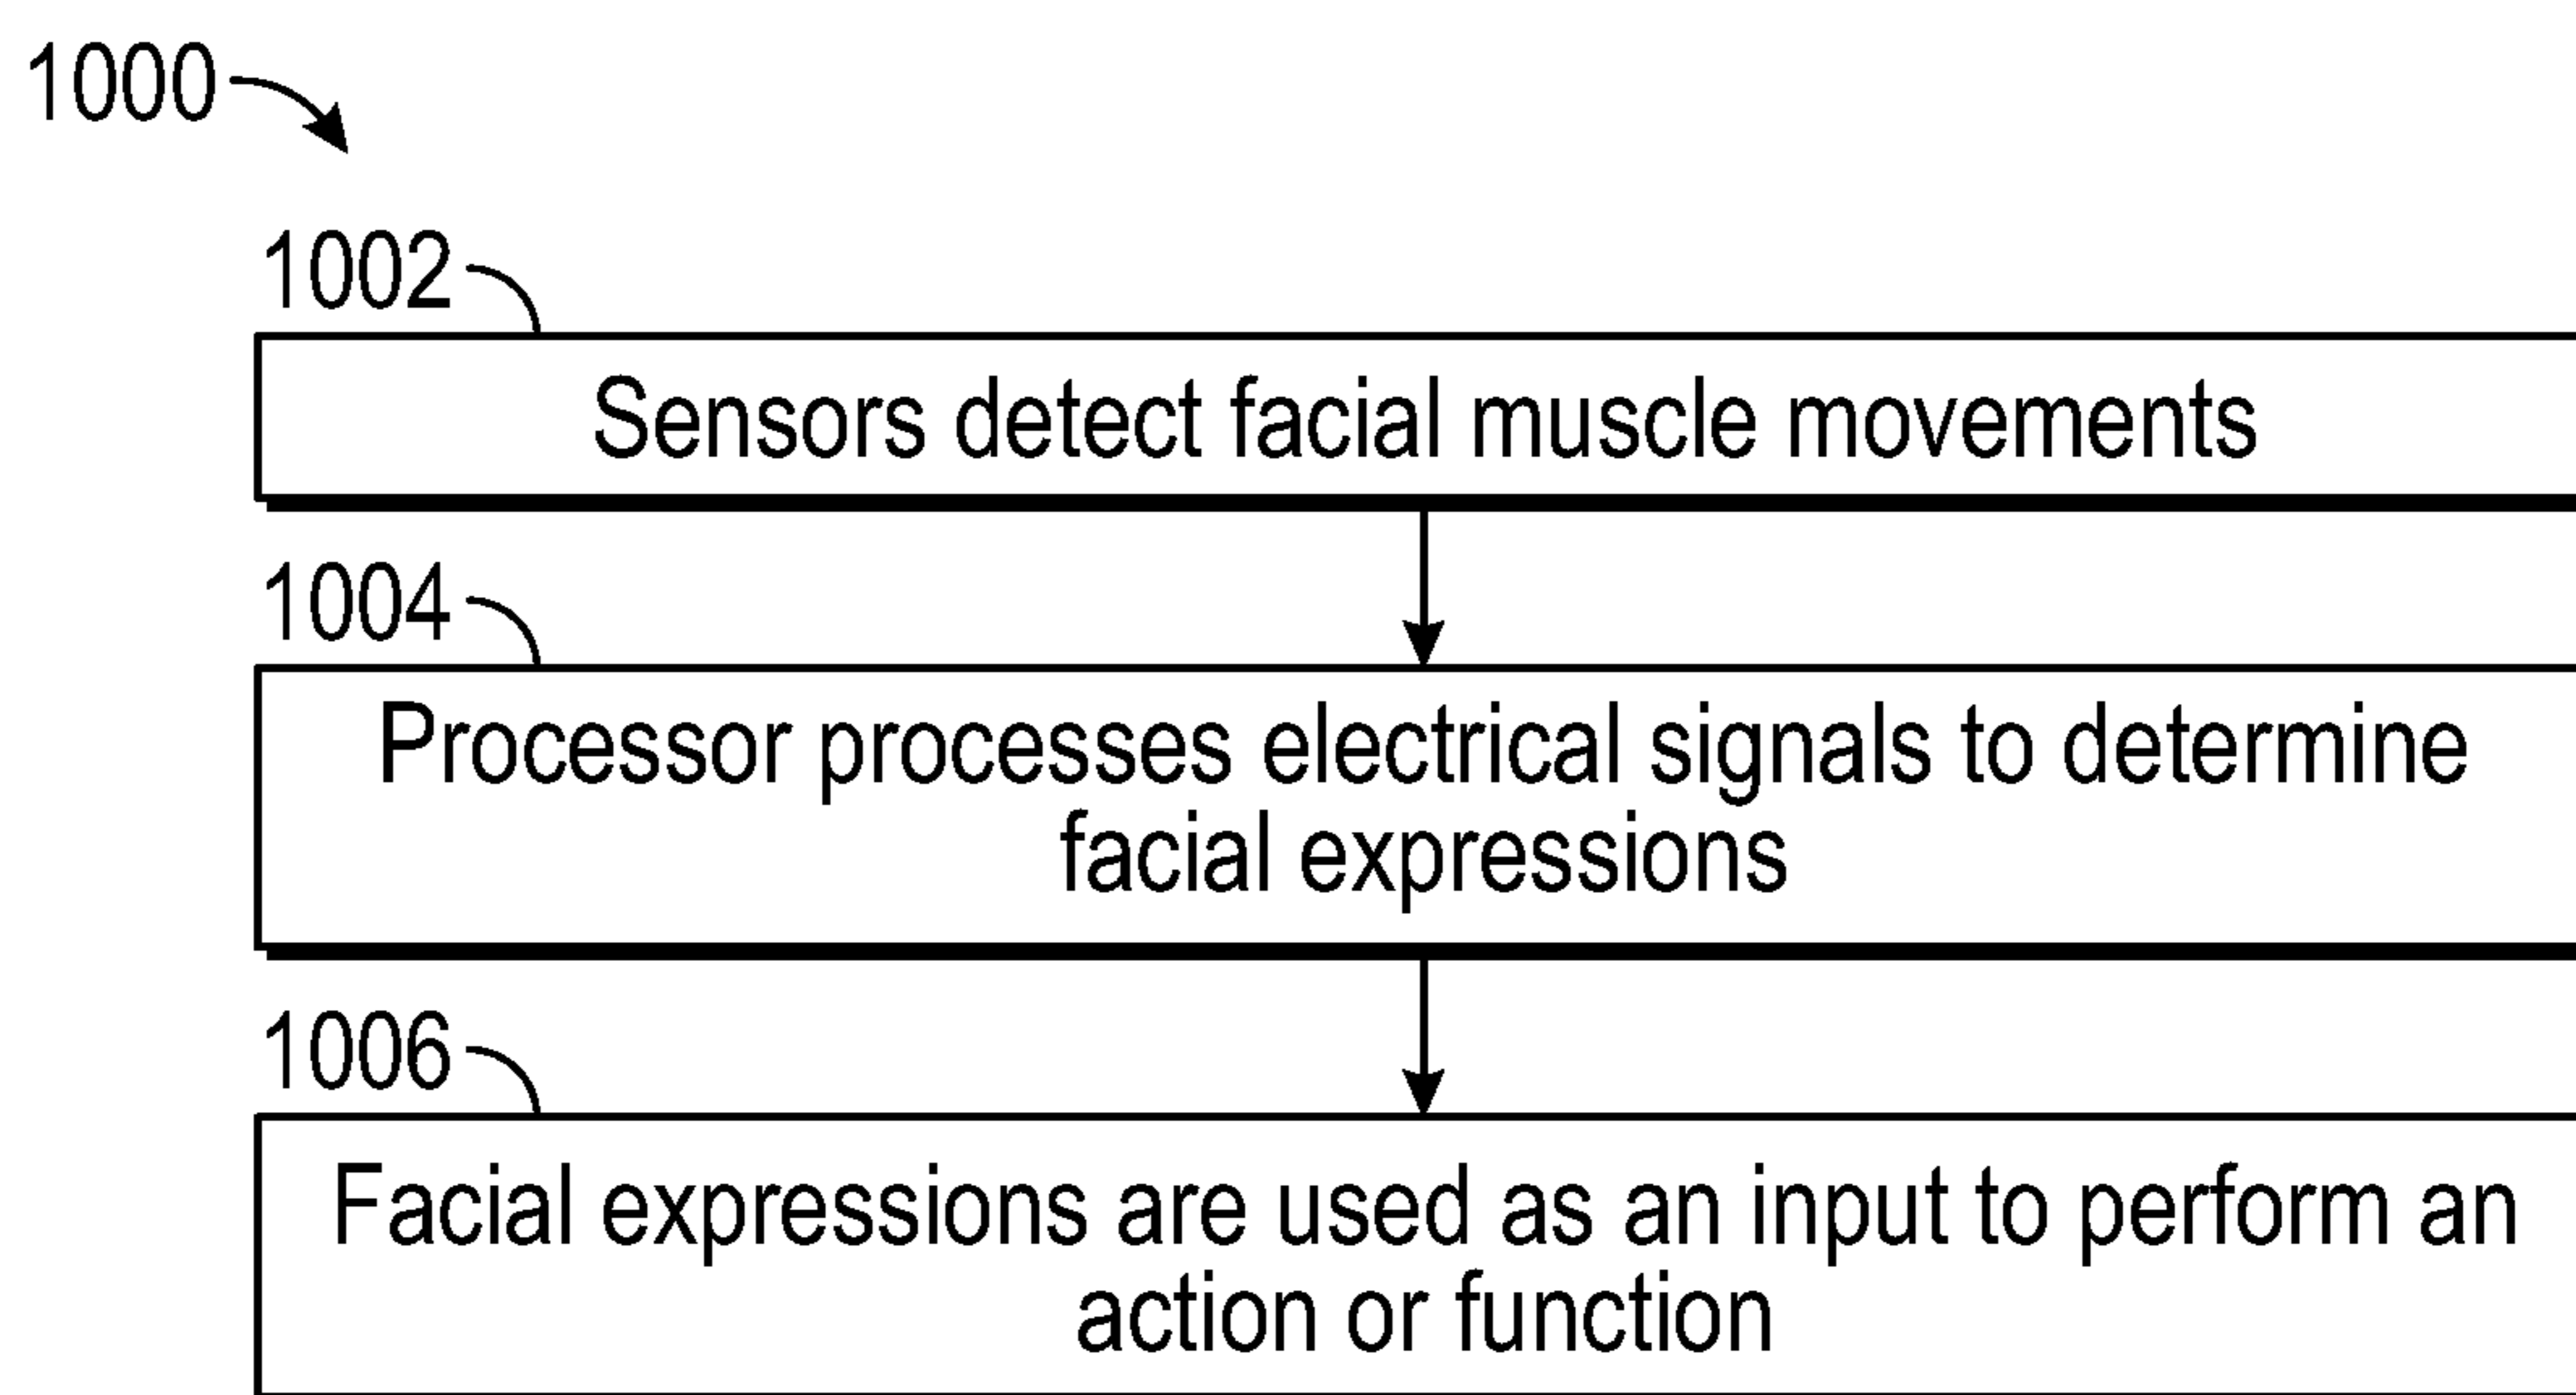 1000
1002
Sensors detect facial muscle movements
1004
Processor processes electrical signals to determine
facial expressions
1006
Facial expressions are used as an input to perform an
action or function